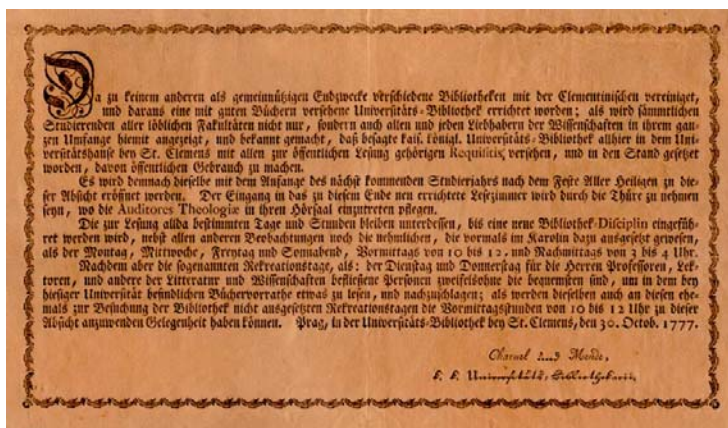 Da zu keinem anderen als gemeinnützigen Endzwecke verschiedene Bibliotheken mit der Clementinischen vereiniget,
und daraus eine mit guten Büchern versehene Universitäts-Bibliothek errichtet worden; als wird sämmtlichen
Studierenden aller löblichen Fakultäten nicht nur, sondern auch allen und jeden Liebhabern der Wissenschaften in ihrem gan-
zen Umfange hiemit angezeigt, und bekannt gemacht, daß besagte kais. königl. Universitäts-Bibliothek allhier in dem Uni-
versitätshause bey St. Clemens mit allen zur öffentlichen Lesung gehörigen Requisitis versehen, und in den Stand gesetzet
worden, davon öffentlichen Gebrauch zu machen.
Es wird demnach dieselbe mit dem Anfange des nächst kommenden Studierjahrs nach dem Feste Aller Heiligen zu die-
ser Absicht eröffnet werden. Der Eingang in das zu diesem Ende neu errichtete Lesezimmer wird durch die Thüre zu nehmen
seyn, wo die Auditores Theologiæ in ihren Hörsaal einzutreten pflegen.
Die zur Lesung allda bestimmten Tage und Stunden bleiben unterdessen, bis eine neue Bibliothek-Disciplin eingefüh-
ret werden wird, nebst allen anderen Beobachtungen noch die nehmlichen, die vormals im Karolin dazu ausgesetzt gewesen,
als der Montag, Mittwoche, Freytag und Sonnabend, Vormittags von 10 bis 12. und Nachmittags von 3 bis 4 Uhr.
Nachdem aber die sogenannten Rekreationstage, als: der Dienstag und Donnerstag für die Herren Professoren, Lek-
toren, und andere der Litteratur und Wissenschaften beflissene Personen zweifelsohne die bequemsten sind, um in dem bey
hiesiger Universität befindlichen Büchervorrathe etwas zu lesen, und nachzuschlagen; als werden dieselben auch an diesen ehe-
mals zur Besuchung der Bibliothek nicht ausgesetzten Rekreationstagen die Vormittagsstunden von 10 bis 12 Uhr zu dieser
Absicht anzuwenden Gelegenheit haben können. Prag, in der Universitäts-Bibliothek bey St. Clemens, den 30. Octob. 1777.
k. k. Universitäts-Bibliothekarii.